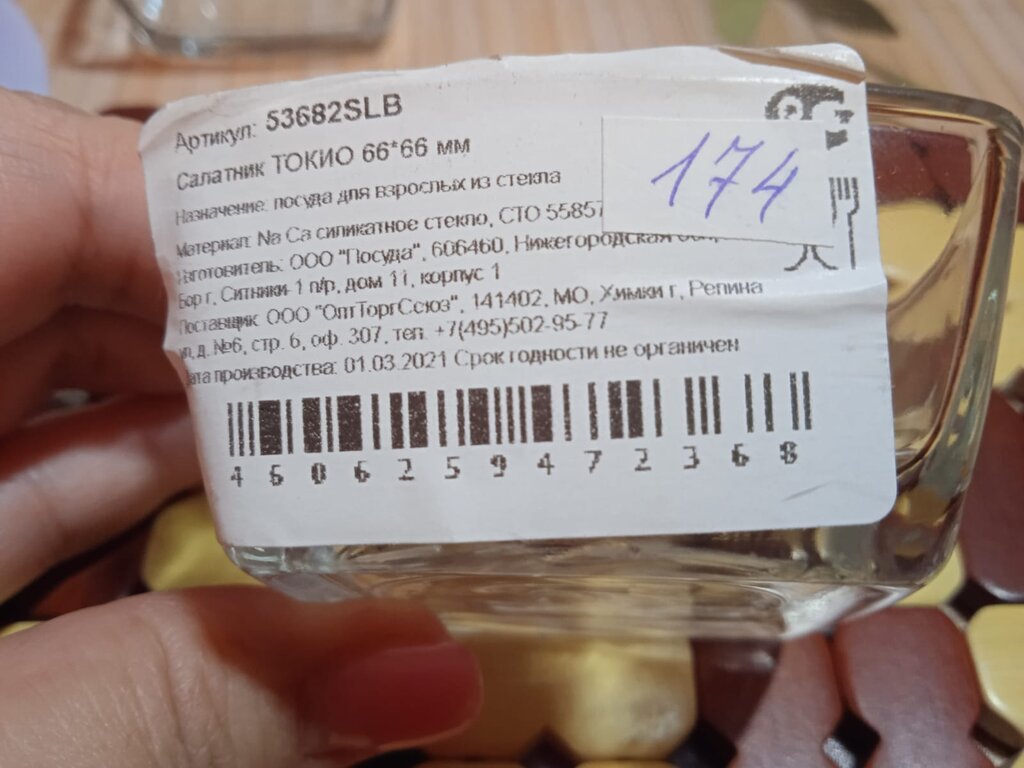 Артикул: 53682SLB
Салатник ТОКИО 66*66 мм
174
Назначение: посуда для взрослых из стекла
Материал: Na Ca силикатное стекло, СТО 55857
Изготовитель: ООО "Посуда", 606460, Нижегородская обл.,
Бор г, Ситники-1 п/р, дом 11, корпус 1
Поставщик: ООО "ОптТоргСоюз", 141402, МО, Химки г, Репина
ул, д. №6, стр. 6, оф. 307, тел. +7(495)502-95-77
Дата производства: 01.03.2021 Срок годности не органичен
4606259472368